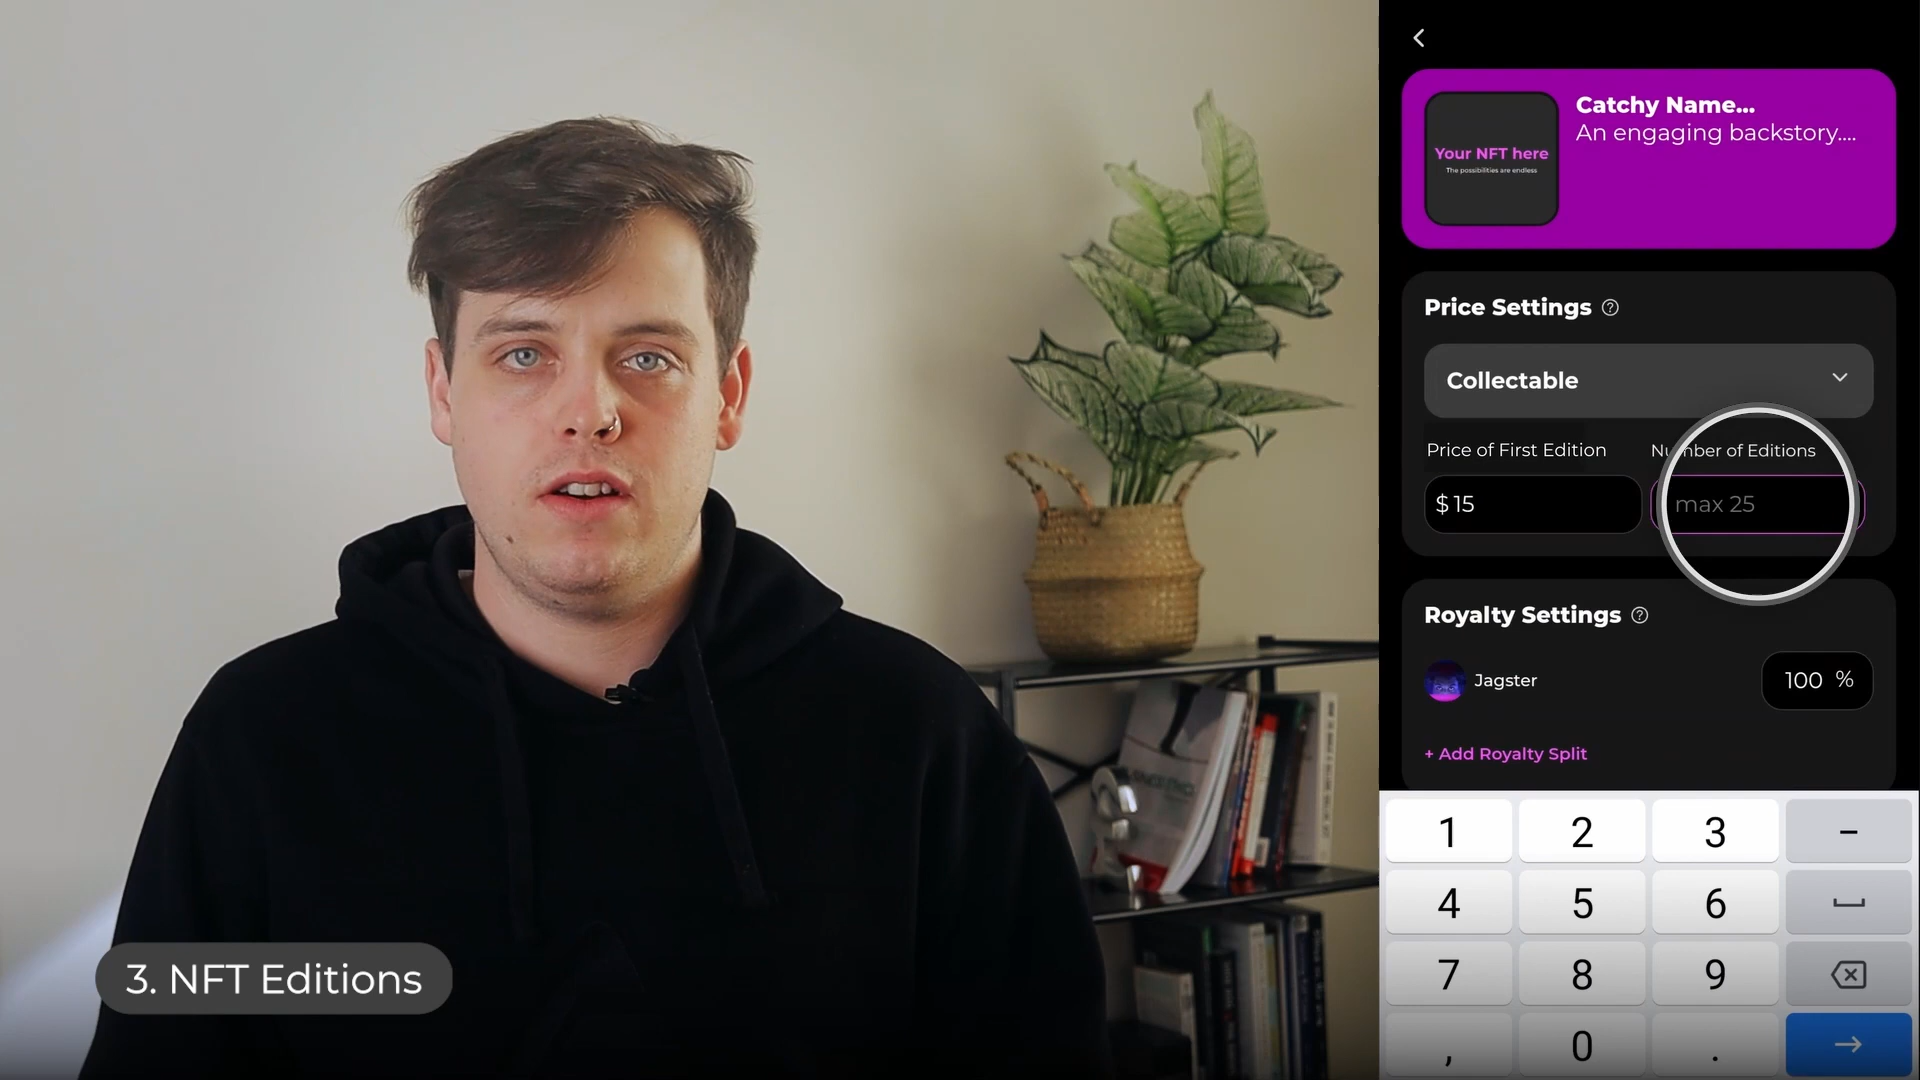 Catchy Name...
An engaging backstory....
Your NFT here
The possibilities are endless
Price Settings ?
Collectable
Price of First Edition
Number of Editions
$ 15
max 25
Royalty Settings ?
Jagster
100 %
+ Add Royalty Split
1 2 3 -
4 5 6
7 8 9
, 0 .
3. NFT Editions